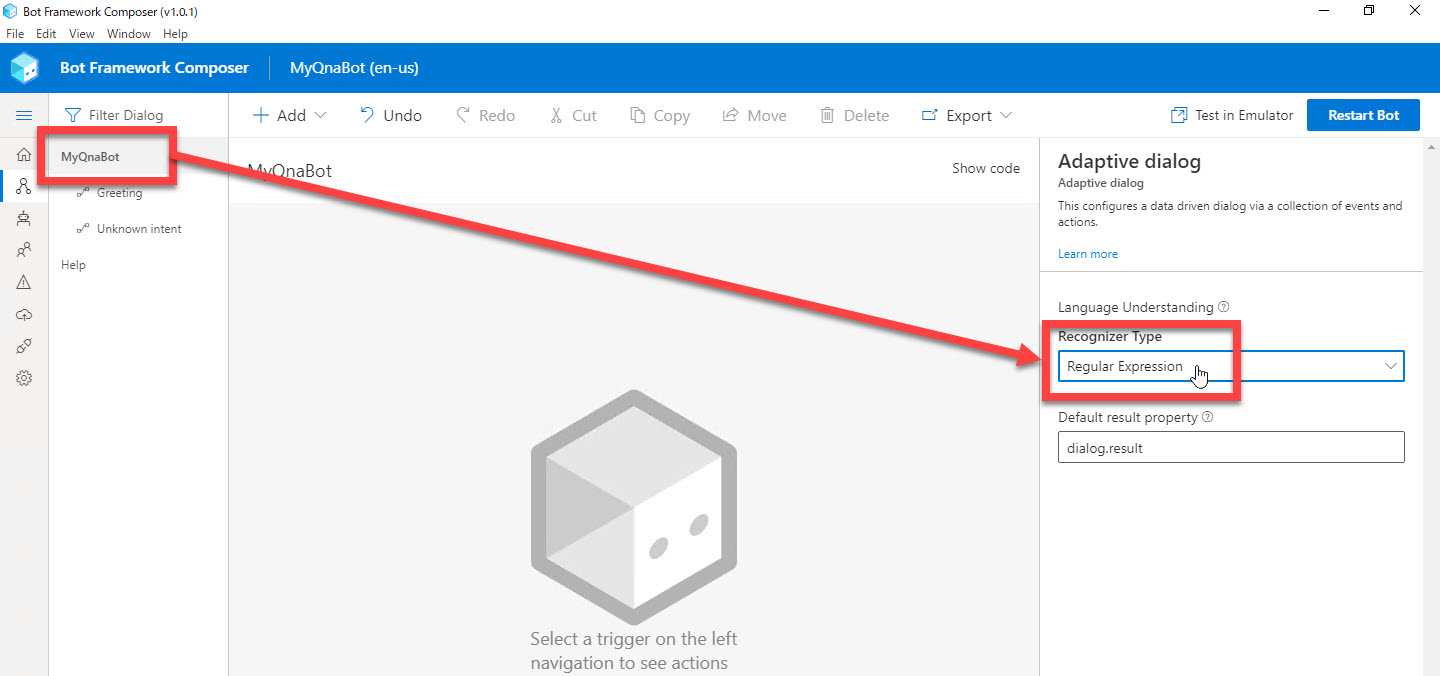 Bot Framework Composer (v1.0.1)
File Edit View Window Help
Bot Framework Composer MyQnaBot (en-us)
Filter Dialog
Add Undo Redo Cut Copy Move Delete Export Test in Emulator Restart Bot
MyQnaBot
Greeting
Unknown intent
Help
MyQnaBot
Show code
Select a trigger on the left
navigation to see actions
Adaptive dialog
Adaptive dialog
This configures a data driven dialog via a collection of events and
actions.
Learn more
Language Understanding ?
Recognizer Type
Regular Expression
Default result property ?
dialog.result